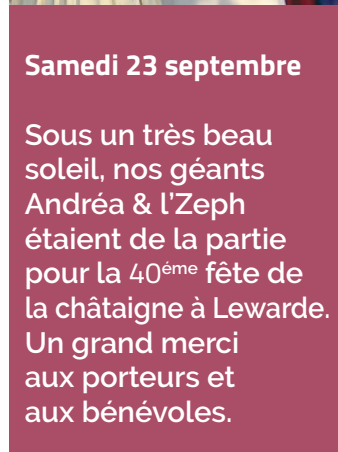 Samedi 23 septembre
Sous un très beau
soleil, nos géants
Andréa & l'Zeph
étaient de la partie
pour la 40éme fête de
la châtaigne à Lewarde.
Un grand merci
aux porteurs et
aux bénévoles.